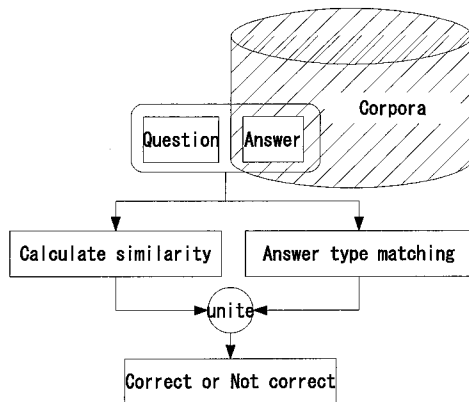 Corpora
Question
Answer
Calculate similarity
Answer type matching
unite
Correct or Not correct